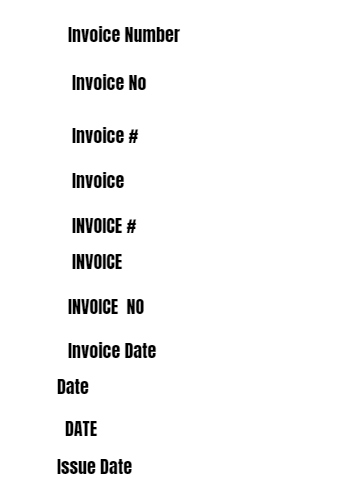 Invoice Number
Invoice No
Invoice #
Invoice
INVOICE #
INVOICE
INVOICE NO
Invoice Date
Date
DATE
Issue Date